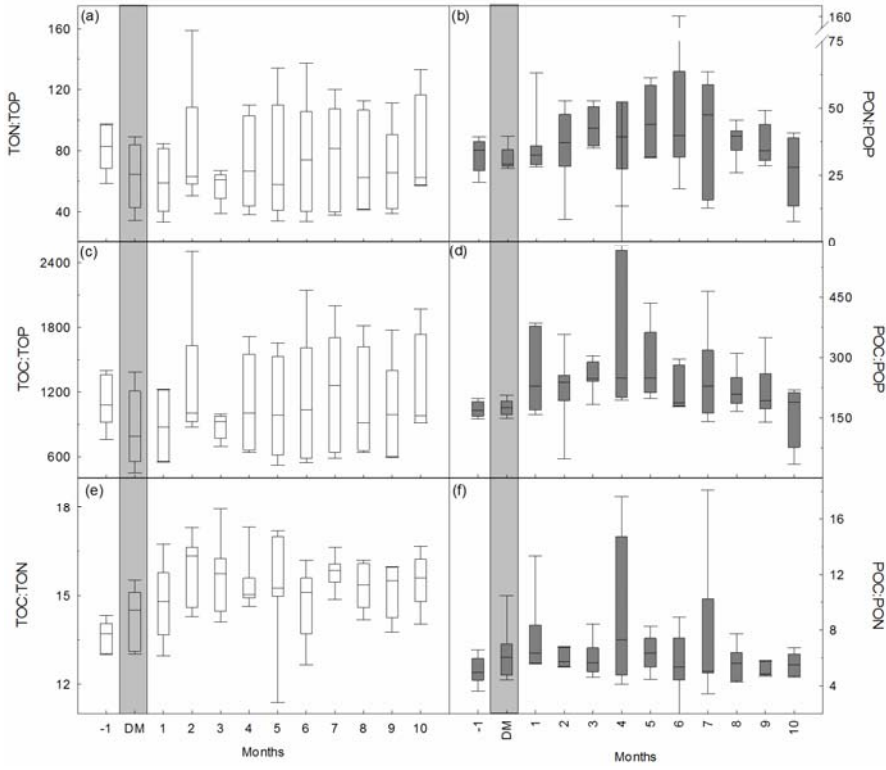 (a)
160
120
80
40
TON:TOP
(b)
160
75
50
25
0
PON:POP
(c)
2400
1800
1200
600
TOC:TOP
(d)
450
300
150
POC:POP
(e)
18
15
12
TOC:TON
(f)
16
12
8
4
POC:PON
-1 DM 1 2 3 4 5 6 7 8 9 10
Months
-1 DM 1 2 3 4 5 6 7 8 9 10
Months